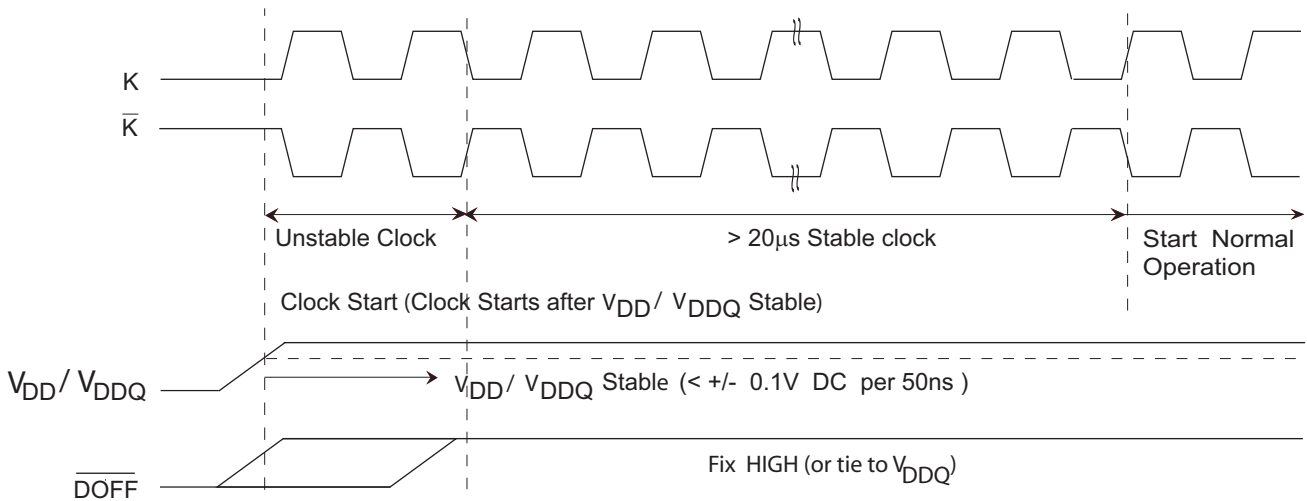 K
K̅
Unstable Clock
> 20μs Stable clock
Start Normal
Operation
Clock Start (Clock Starts after VDD / VDDQ Stable)
VDD / VDDQ
VDD / VDDQ Stable (< +/- 0.1V DC per 50ns )
Fix HIGH (or tie to VDDQ)
D̅O̅F̅F̅